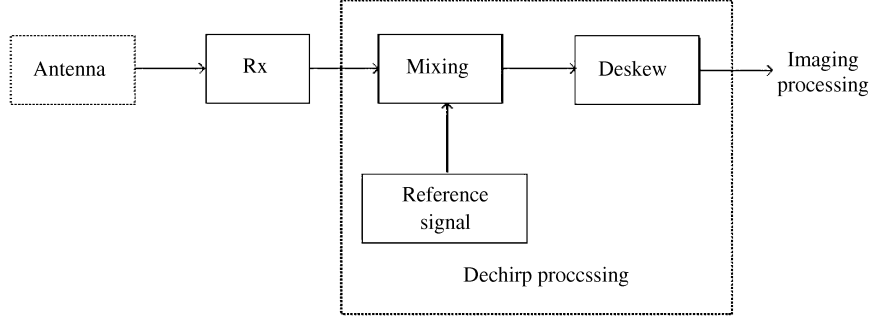 Antenna
Rx
Mixing
Deskew
Imaging
processing
Reference
signal
Dechirp proccssing